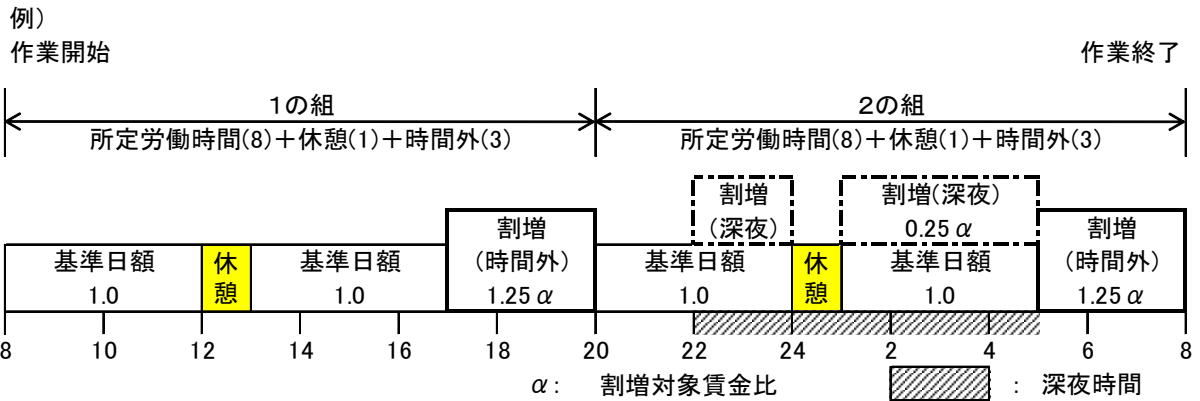 例)
作業開始 作業終了
1の組 2の組
所定労働時間(8)+休憩(1)+時間外(3) 所定労働時間(8)+休憩(1)+時間外(3)
割増 割増(深夜)
割増 (深夜) 0.25α 割増
基準日額 休 基準日額 (時間外) 基準日額 休 基準日額 (時間外)
1.0 憩 1.0 1.25α 1.0 憩 1.0 1.25α
8 10 12 14 16 18 20 22 24 2 4 6 8
α: 割増対象賃金比 : 深夜時間